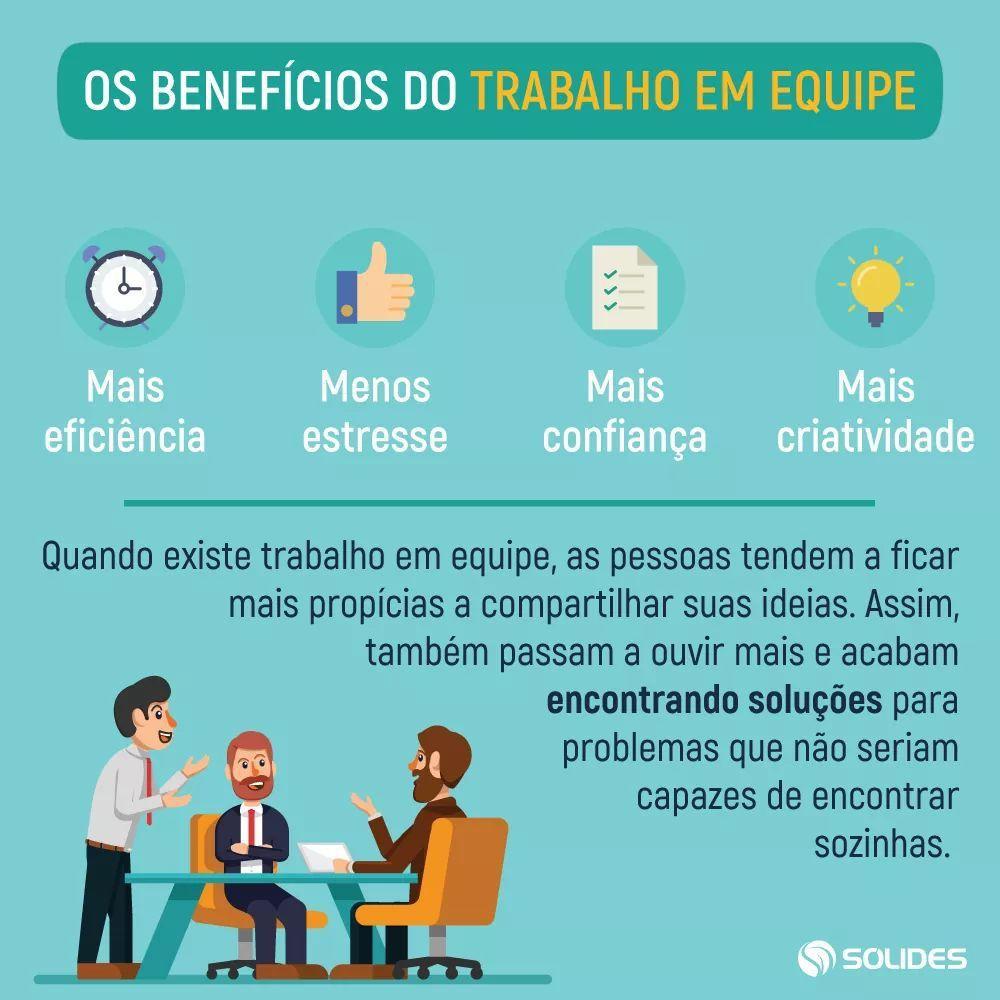 OS BENEFÍCIOS DO TRABALHO EM EQUIPE
Mais
eficiência
Menos
estresse
Mais
confiança
Mais
criatividade
Quando existe trabalho em equipe, as pessoas tendem a ficar
mais propícias a compartilhar suas ideias. Assim,
também passam a ouvir mais e acabam
encontrando soluções para
problemas que não seriam
capazes de encontrar
sozinhas.
SOLIDES